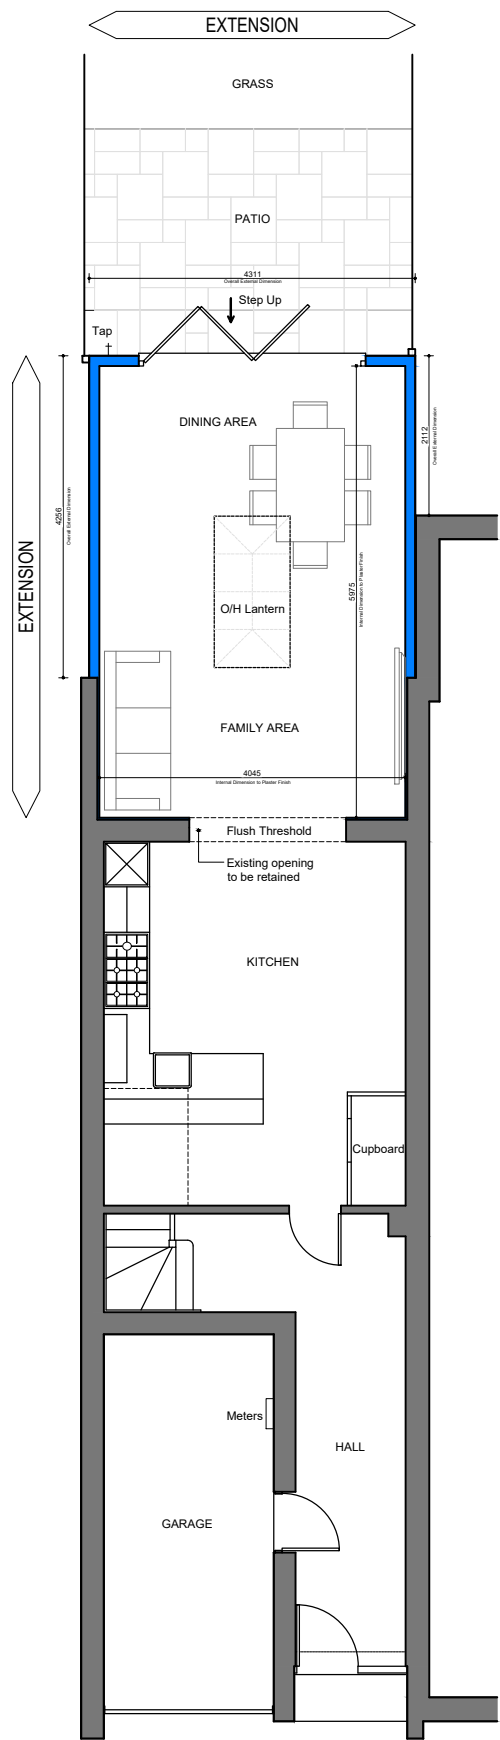 EXTENSION
GRASS
PATIO
4311
Overall External Dimension
Step Up
Tap
DINING AREA
2112
Overall External Dimension
4256
Overall External Dimension
EXTENSION
5975
Internal Dimension to Plaster Finish
O/H Lantern
FAMILY AREA
4045
Internal Dimension to Plaster Finish
Flush Threshold
Existing opening
to be retained
KITCHEN
Cupboard
Meters
HALL
GARAGE